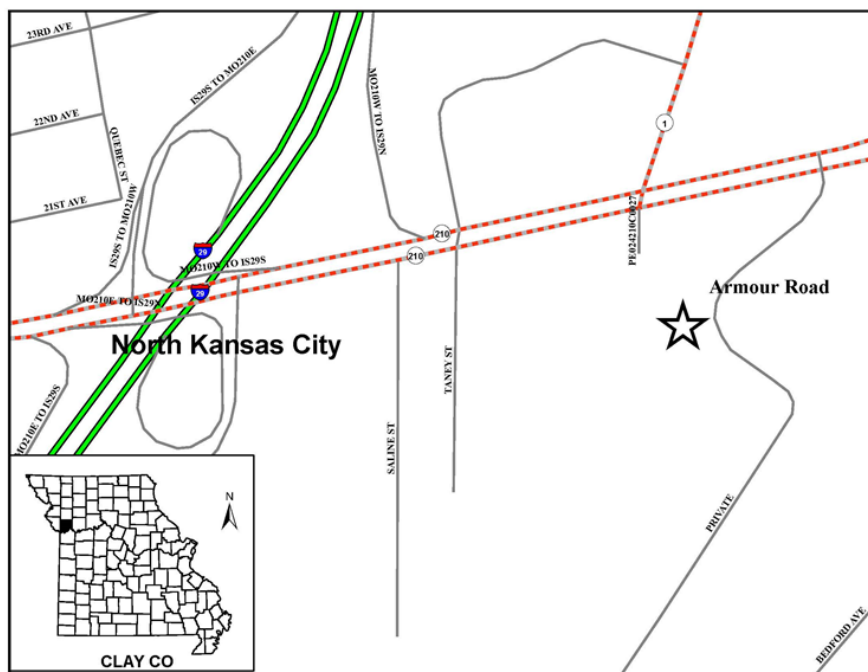 23RD AVE
IS29S TO MO210E
22ND AVE
QUEBEC ST
MO210W TO IS29N
1
21ST AVE
IS29S TO MO210W
PE024210C0027
210
210
29
MO210W TO IS29S
29
MO210E TO IS29N
Armour Road
North Kansas City
MO210E TO IS29S
TANEY ST
SALINE ST
PRIVATE
BEDFORD AVE
N
CLAY CO